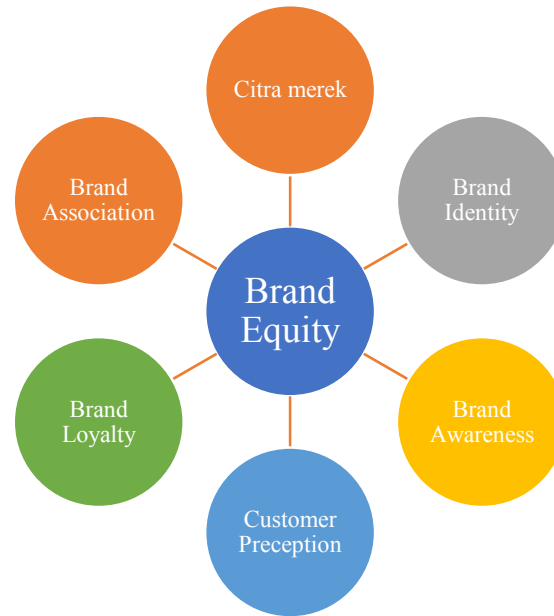 Citra merek
Brand
Association
Brand
Identity
Brand
Equity
Brand
Loyalty
Brand
Awareness
Customer
Preception